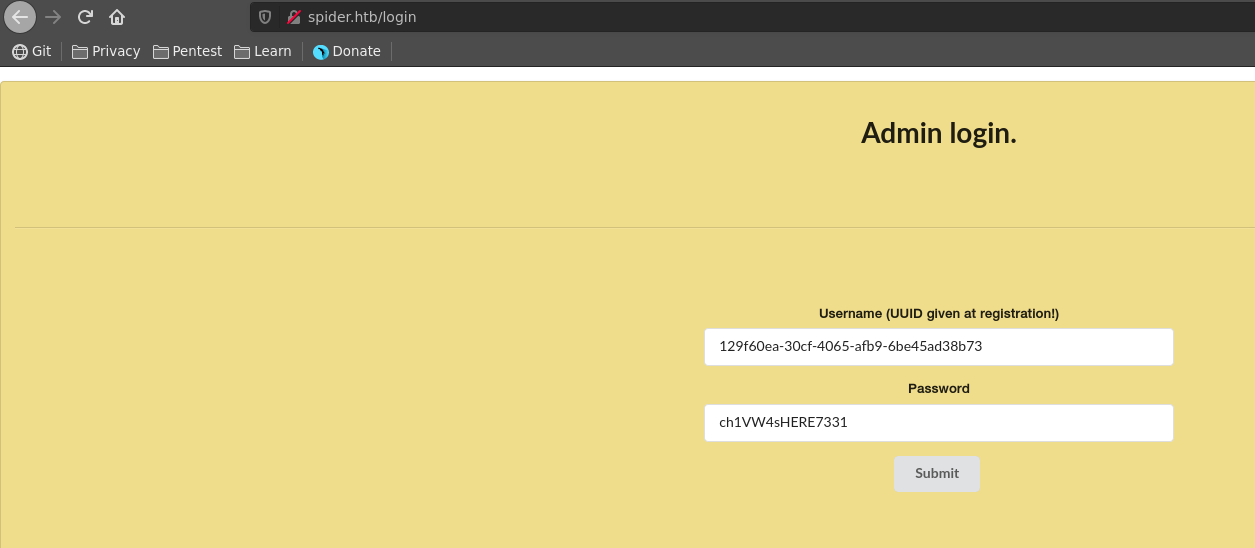 spider.htb/login
Git Privacy Pentest Learn Donate
Admin login.
Username (UUID given at registration!)
129f60ea-30cf-4065-afb9-6be45ad38b73
Password
ch1VW4sHERE7331
Submit